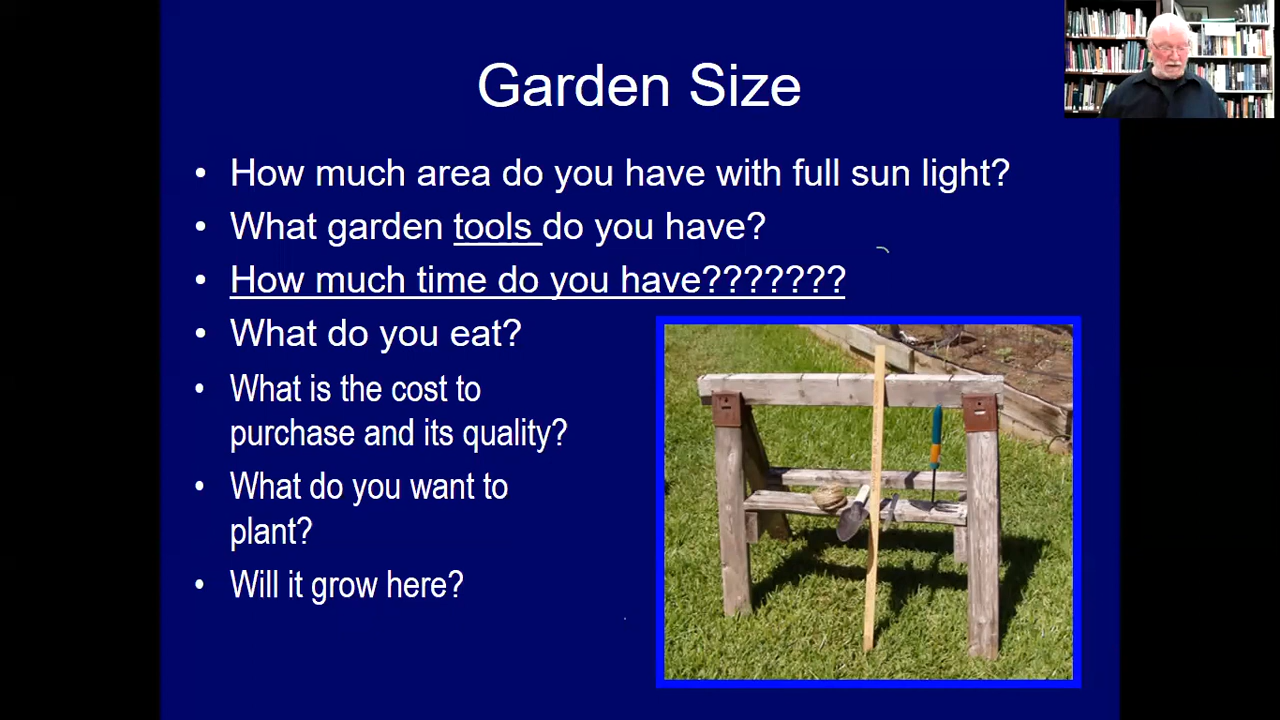 Garden Size
• How much area do you have with full sun light?
• What garden tools do you have?
• How much time do you have???????
• What do you eat?
• What is the cost to
purchase and its quality?
• What do you want to
plant?
• Will it grow here?